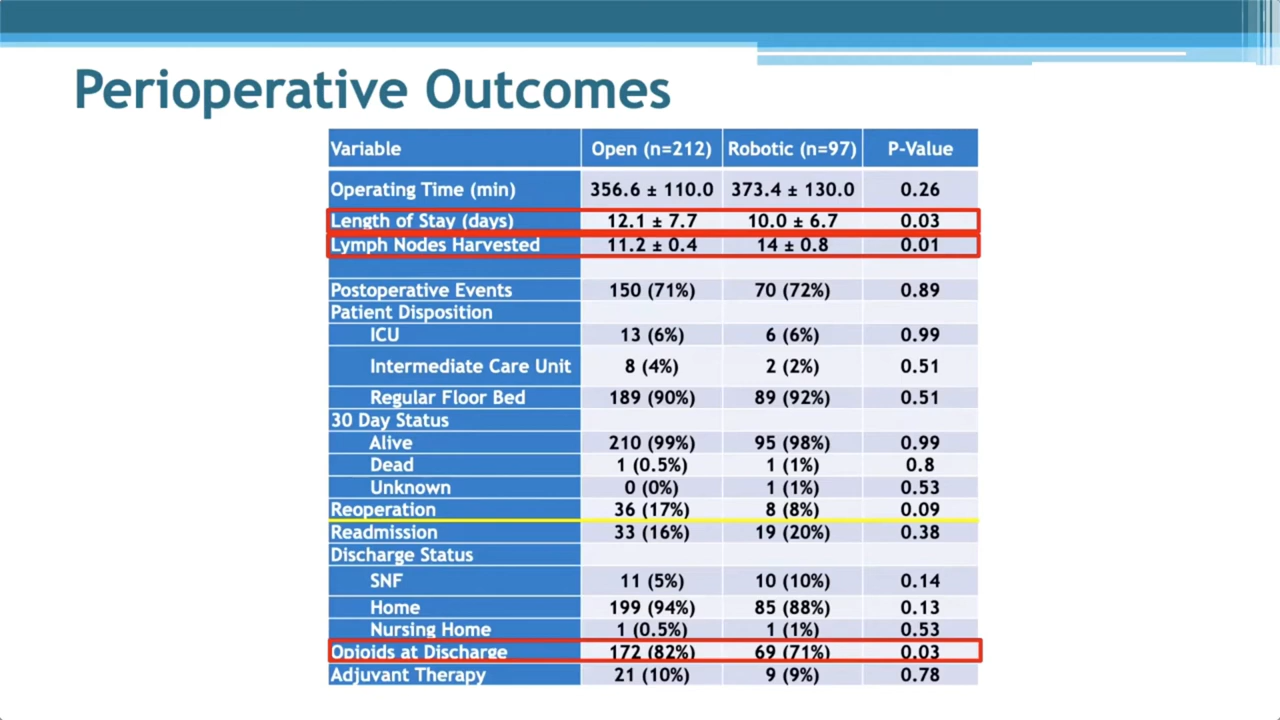 Perioperative Outcomes
Variable Open (n=212) Robotic (n=97) P-Value
Operating Time (min) 356.6 ± 110.0 373.4 ± 130.0 0.26
Length of Stay (days) 12.1 ± 7.7 10.0 ± 6.7 0.03
Lymph Nodes Harvested 11.2 ± 0.4 14 ± 0.8 0.01
Postoperative Events 150 (71%) 70 (72%) 0.89
Patient Disposition
ICU 13 (6%) 6 (6%) 0.99
Intermediate Care Unit 8 (4%) 2 (2%) 0.51
Regular Floor Bed 189 (90%) 89 (92%) 0.51
30 Day Status
Alive 210 (99%) 95 (98%) 0.99
Dead 1 (0.5%) 1 (1%) 0.8
Unknown 0 (0%) 1 (1%) 0.53
Reoperation 36 (17%) 8 (8%) 0.09
Readmission 33 (16%) 19 (20%) 0.38
Discharge Status
SNF 11 (5%) 10 (10%) 0.14
Home 199 (94%) 85 (88%) 0.13
Nursing Home 1 (0.5%) 1 (1%) 0.53
Opioids at Discharge 172 (82%) 69 (71%) 0.03
Adjuvant Therapy 21 (10%) 9 (9%) 0.78